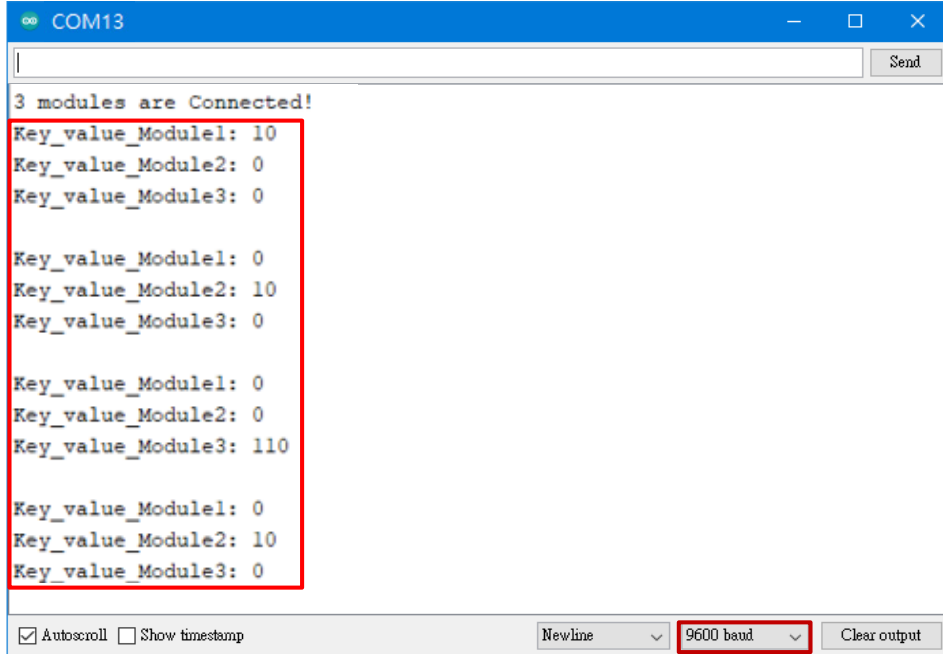 COM13
Send
3 modules are Connected!
Key_value_Module1: 10
Key_value_Module2: 0
Key_value_Module3: 0
Key_value_Module1: 0
Key_value_Module2: 10
Key_value_Module3: 0
Key_value_Module1: 0
Key_value_Module2: 0
Key_value_Module3: 110
Key_value_Module1: 0
Key_value_Module2: 10
Key_value_Module3: 0
Autoscroll Show timestamp Newline 9600 baud Clear output